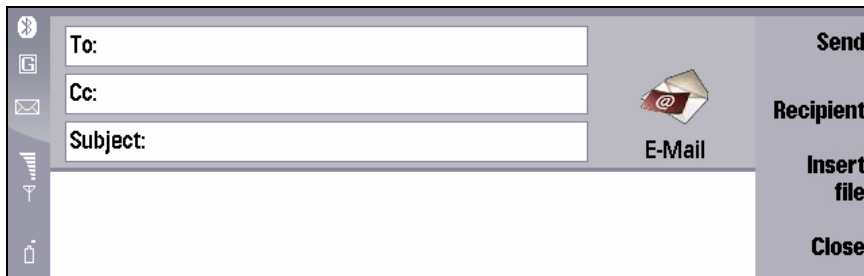 To:
Cc:
Subject:
@
E-Mail
Send
Recipient
Insert
file
Close
G